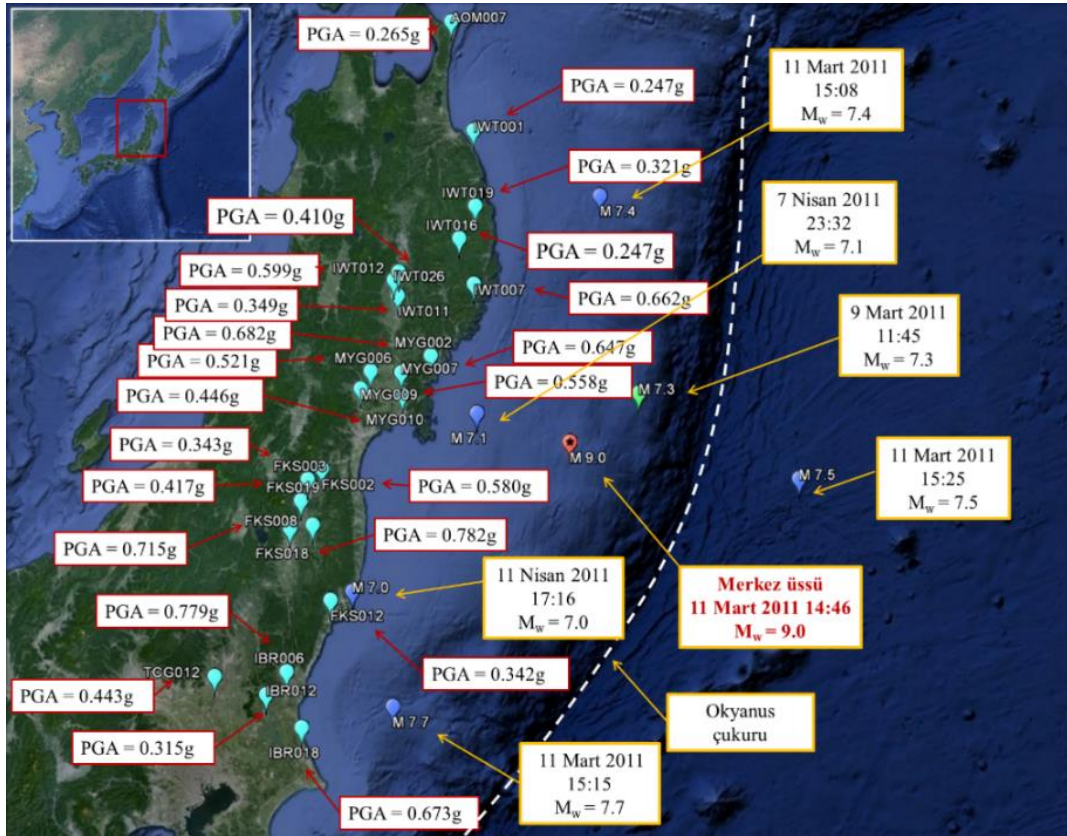 AOM007
PGA = 0.265g
11 Mart 2011
15:08
Mw = 7.4
PGA = 0.247g
IWT001
PGA = 0.321g
IWT019
M 7.4
7 Nisan 2011
23:32
Mw = 7.1
PGA = 0.410g
IWT016
PGA = 0.247g
PGA = 0.599g
IWT012
IWT026
IWT007
PGA = 0.662g
PGA = 0.349g
IWT011
9 Mart 2011
11:45
Mw = 7.3
PGA = 0.682g
MYG002
PGA = 0.647g
PGA = 0.521g
MYG006
MYG007
PGA = 0.558g
PGA = 0.446g
MYG009
M 7.3
MYG010
M 7.1
PGA = 0.343g
M 9.0
FKS003
M 7.5
11 Mart 2011
15:25
Mw = 7.5
PGA = 0.417g
FKS019
FKS002
PGA = 0.580g
FKS008
PGA = 0.715g
FKS018
PGA = 0.782g
11 Nisan 2011
17:16
Mw = 7.0
M 7.0
FKS012
Merkez üssü
11 Mart 2011 14:46
Mw = 9.0
PGA = 0.779g
IBR006
PGA = 0.342g
TCG012
PGA = 0.443g
IBR012
Okyanus
çukuru
M 7.7
PGA = 0.315g
IBR018
11 Mart 2011
15:15
Mw = 7.7
PGA = 0.673g